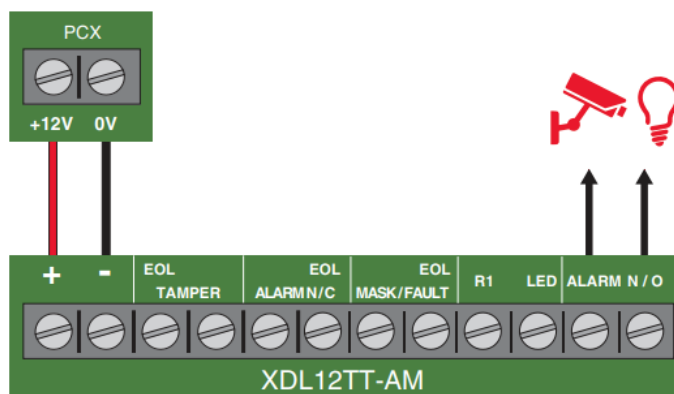 PCX
+12V 0V
+ - EOL TAMPER EOL ALARM N/C EOL MASK/FAULT R1 LED ALARM N / O
XDL12TT-AM